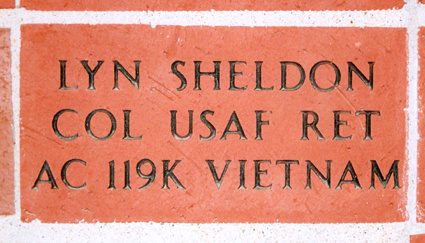 LYN SHELDON
COL USAF RET
AC 119K VIETNAM